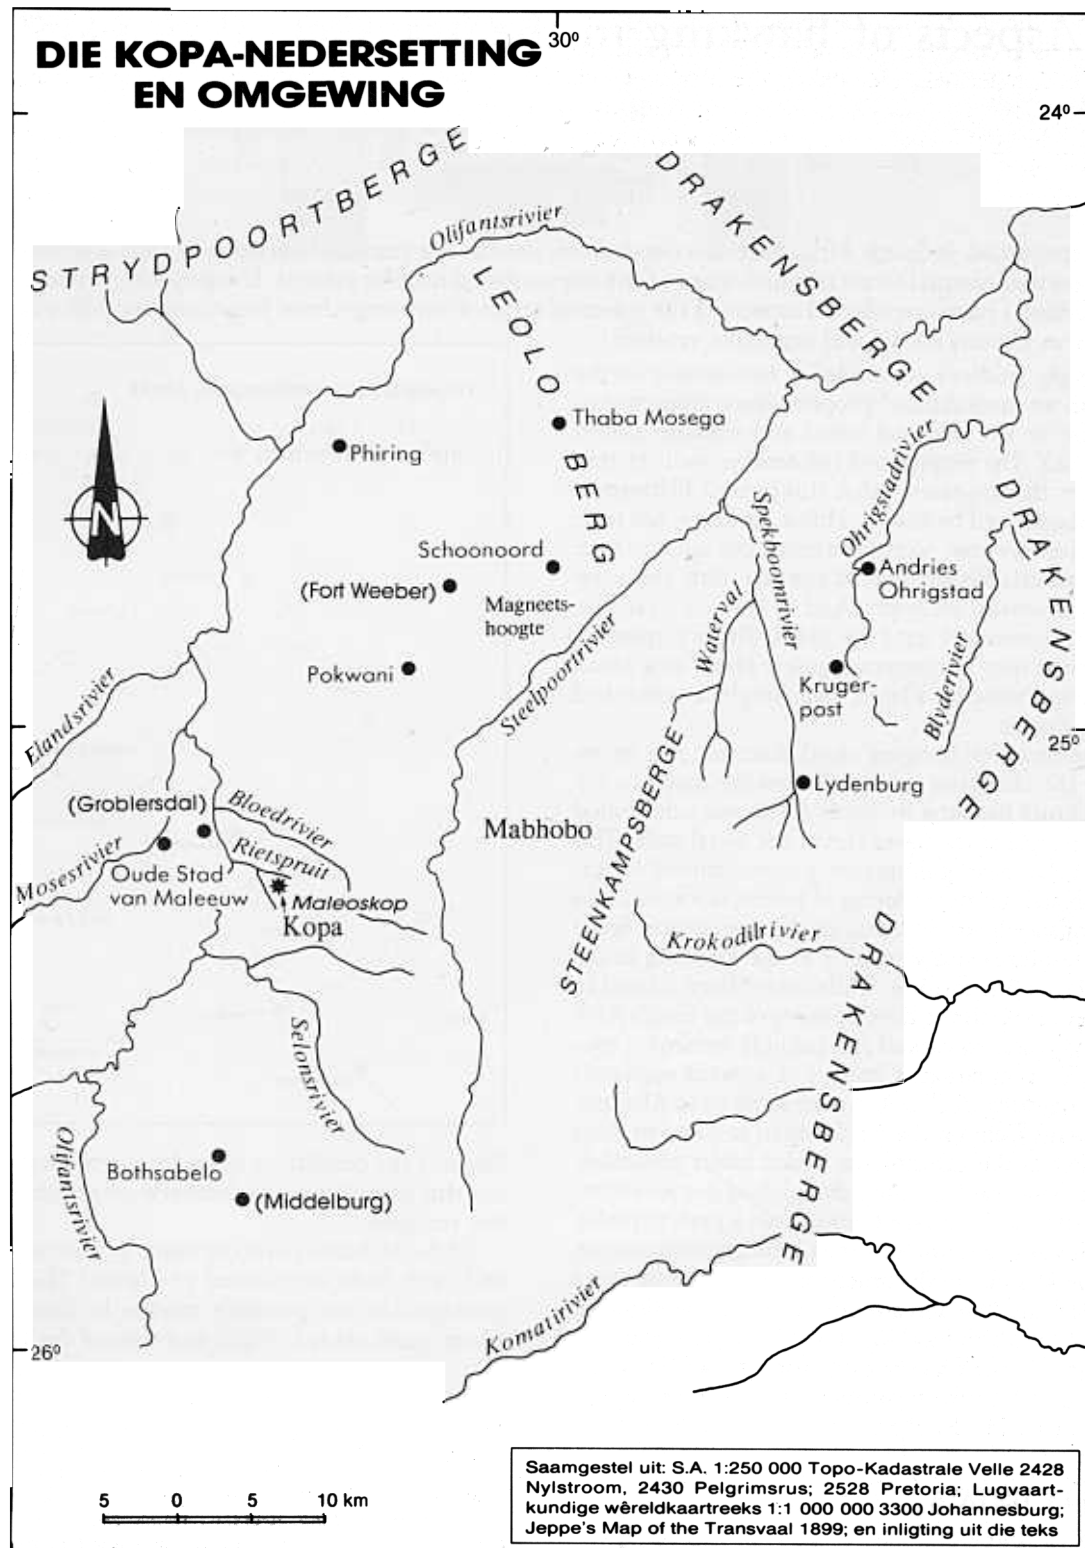 DIE KOPA-NEDERSETTING
EN OMGEWING
30⁰
24⁰
STRYDPOORTBERGE
DRAKENSBERGE
Olifantsrivier
LEOLO BERG
Thaba Mosega
Phiring
N
Schoonoord
(Fort Weeber)
Magneets-
hoogte
Pokwani
Steelpoortrivier
Spekboomrivier
Waterval
Ohrigstadrivier
Andries
Ohrigstad
DRAKENSBERGE
Kruger-
post
Blyderivier
25⁰
Elandsrivier
(Groblersdal)
Bloedrivier
Rietspruit
Mosesrivier
Oude Stad
van Maleeuw
Maleoskop
Kopa
Mabhobo
Lydenburg
STEENKAMPSBERGE
Krokodilrivier
DRAKENSBERGE
Selonsrivier
Olifantsrivier
Bothsabelo
(Middelburg)
Komatirivier
26⁰
5 0 5 10 km
Saamgestel uit: S.A. 1:250 000 Topo-Kadastrale Velle 2428
Nylstroom, 2430 Pelgrimsrus; 2528 Pretoria; Lugvaart-
kundige wêreldkaartreeks 1:1 000 000 3300 Johannesburg;
Jeppe's Map of the Transvaal 1899; en inligting uit die teks